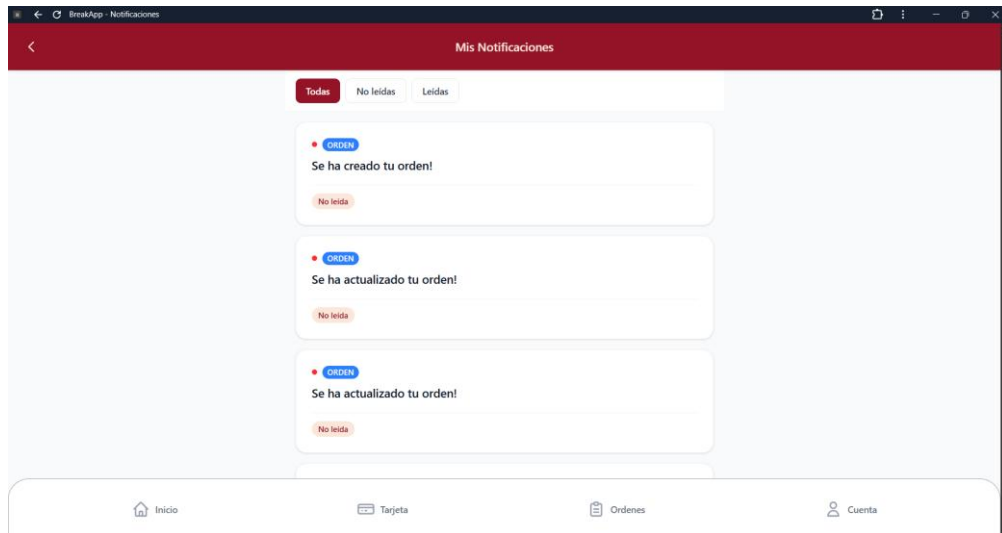 BreakApp - Notificaciones
Mis Notificaciones
Todas No leídas Leídas
ORDEN
Se ha creado tu orden!
No leída
ORDEN
Se ha actualizado tu orden!
No leída
ORDEN
Se ha actualizado tu orden!
No leída
Inicio Tarjeta Ordenes Cuenta